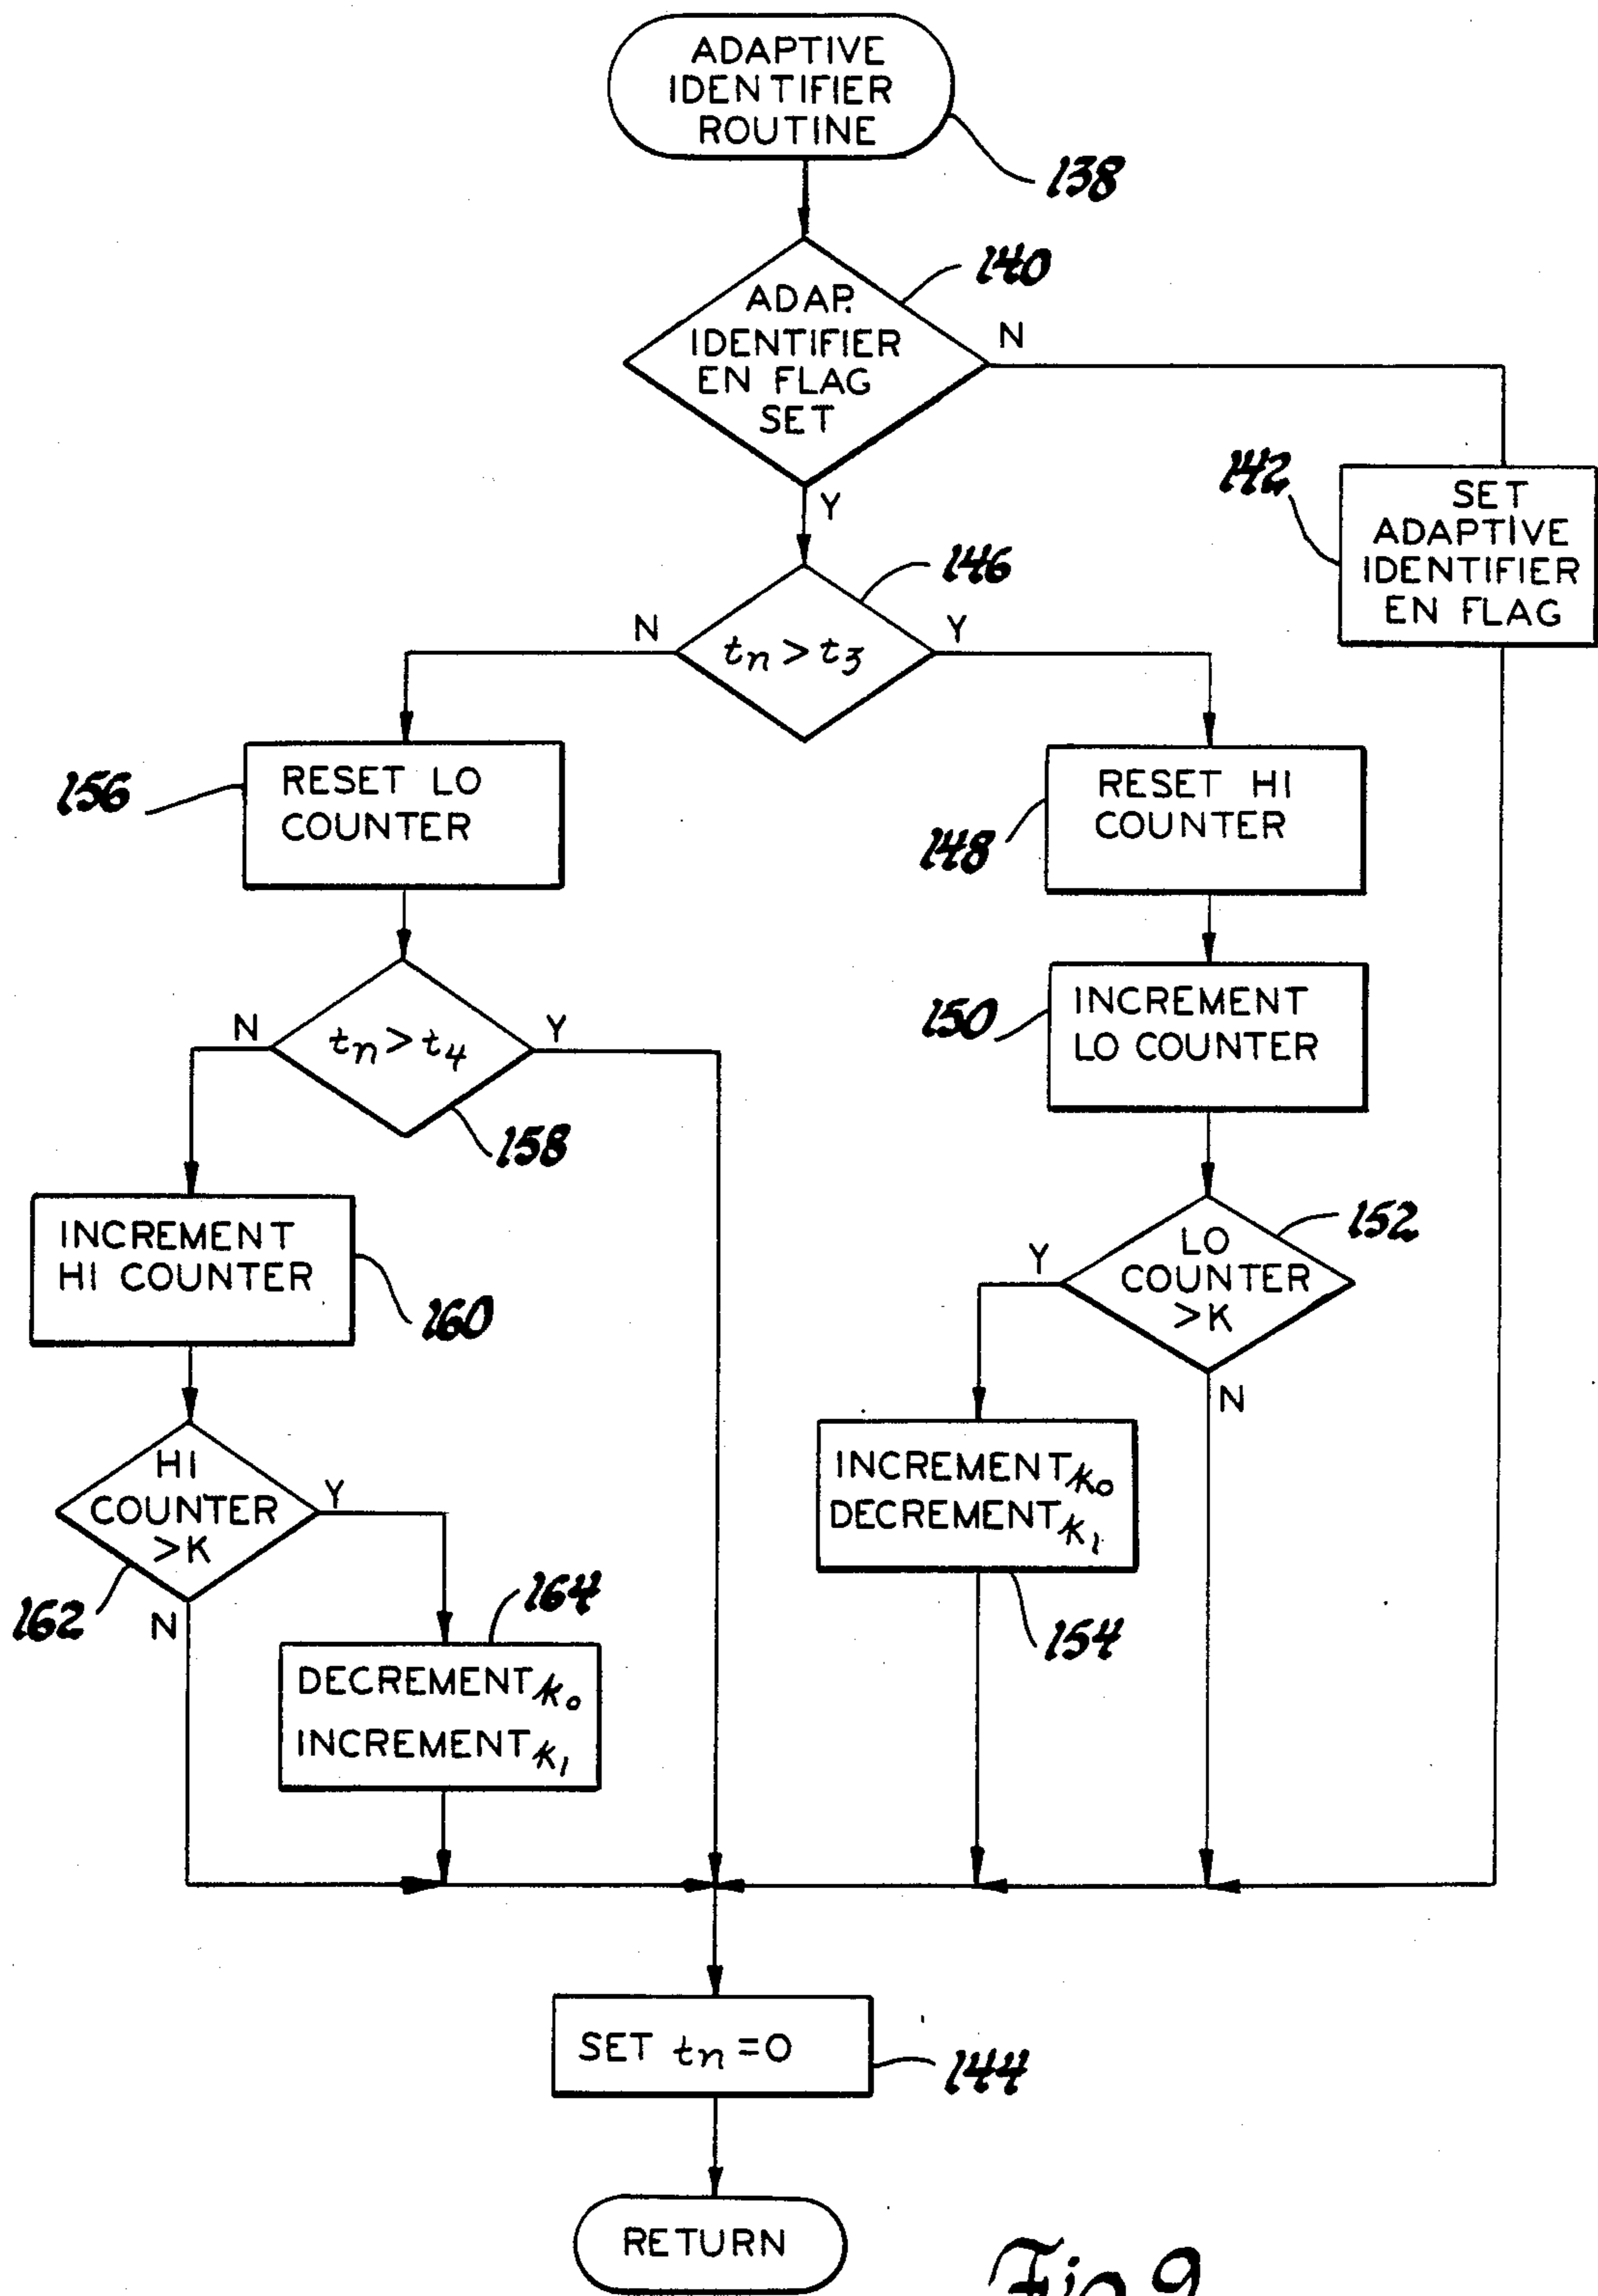 ADAPTIVE
IDENTIFIER
ROUTINE
138
140
ADAP.
IDENTIFIER
EN FLAG
SET
N
Y
142
SET
ADAPTIVE
IDENTIFIER
EN FLAG
146
N
tn > t3
Y
156
RESET LO
COUNTER
148
RESET HI
COUNTER
150
INCREMENT
LO COUNTER
N
tn > t4
Y
158
152
Y
LO
COUNTER
>K
N
INCREMENT
HI COUNTER
160
HI
COUNTER
>K
Y
162
N
INCREMENT k0
DECREMENT k1
154
164
DECREMENT k0
INCREMENT k1
SET tn = 0
144
RETURN
Fig. 9